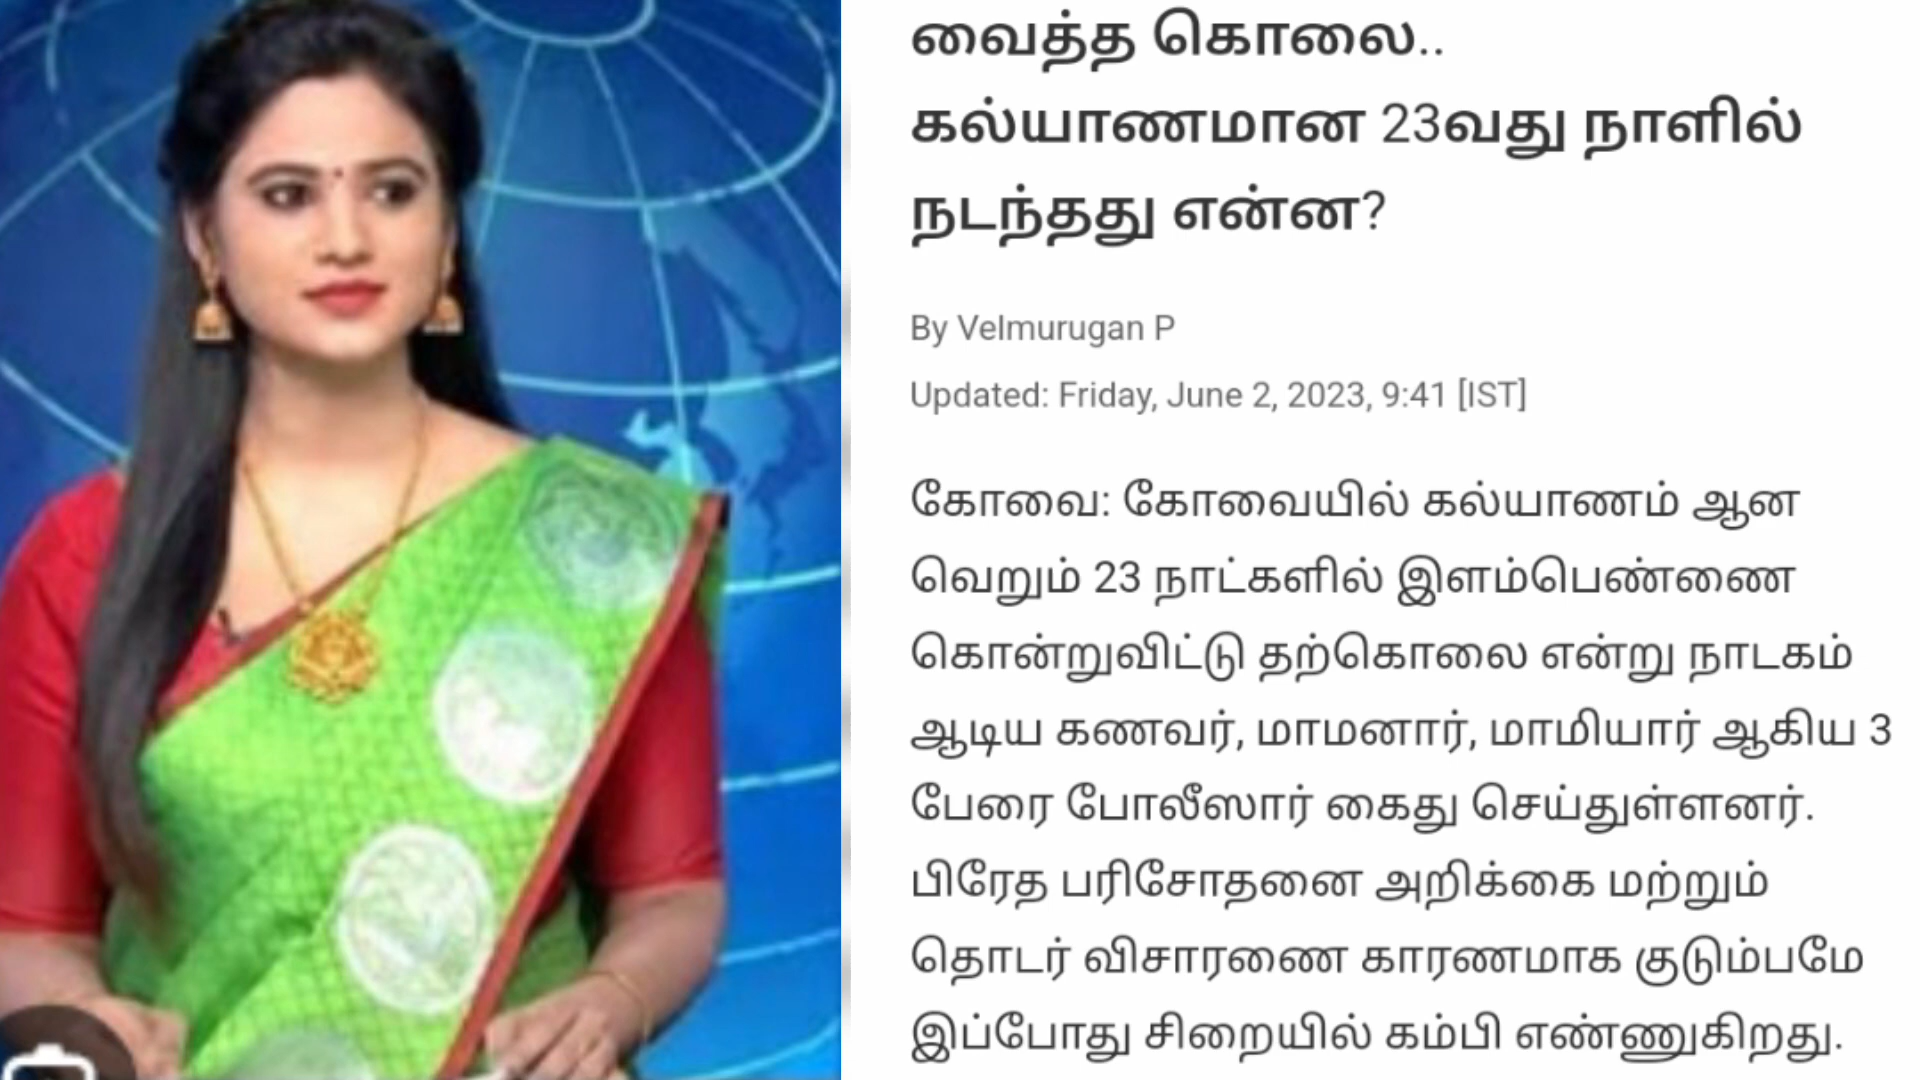 வைத்த கொலை..
கல்யாணமான 23வது நாளில்
நடந்தது என்ன?
By Velmurugan P
Updated: Friday, June 2, 2023, 9:41 [IST]
கோவை: கோவையில் கல்யாணம் ஆன
வெறும் 23 நாட்களில் இளம்பெண்ணை
கொன்றுவிட்டு தற்கொலை என்று நாடகம்
ஆடிய கணவர், மாமனார், மாமியார் ஆகிய 3
பேரை போலீஸார் கைது செய்துள்ளனர்.
பிரேத பரிசோதனை அறிக்கை மற்றும்
தொடர் விசாரணை காரணமாக குடும்பமே
இப்போது சிறையில் கம்பி எண்ணுகிறது.